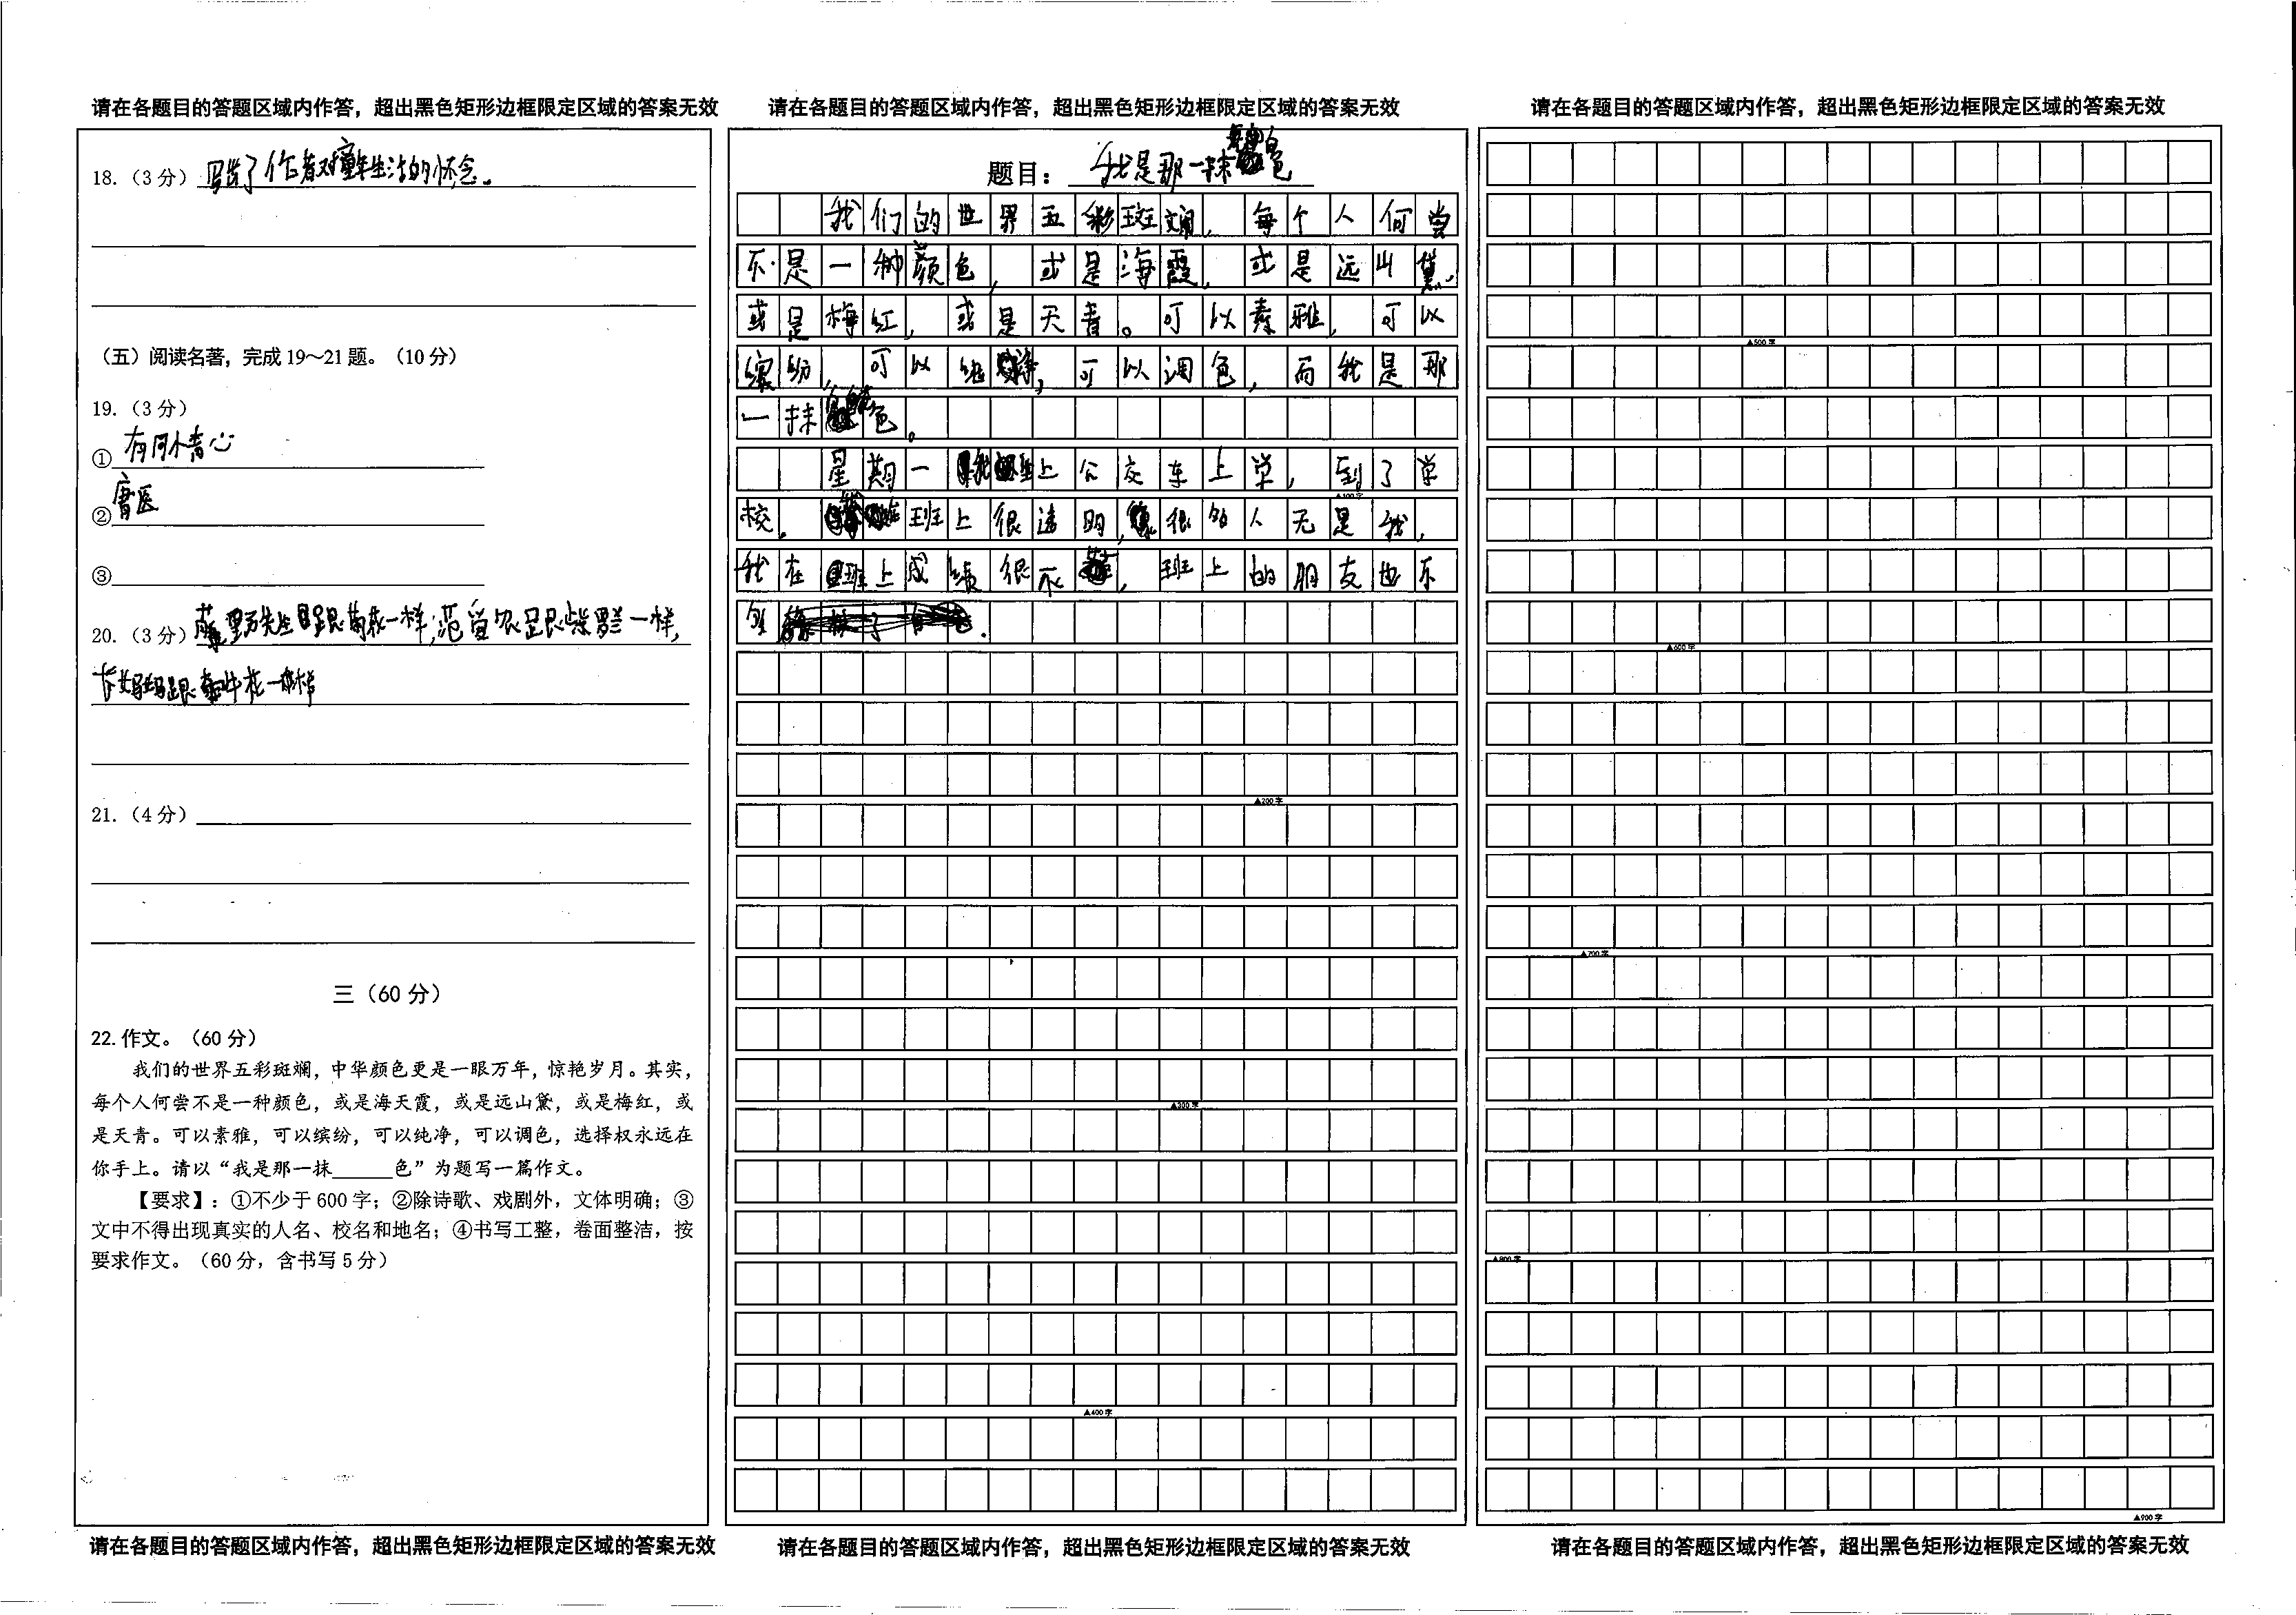 请在各题目的答题区域内作答，超出黑色矩形边框限定区域的答案无效
18.（3分）写出了作者对童年生活的怀念。
（五）阅读名著，完成19～21题。（10分）
19.（3分）
① 有同情心
②
③
20.（3分）藤野先生跟菊花一样，范爱农跟紫罗兰一样，
长妈妈跟牵牛花一样
21.（4分）
三（60分）
22.作文。（60分）
我们的世界五彩斑斓，中华颜色更是一眼万年，惊艳岁月。其实，
每个人何尝不是一种颜色，或是海天霞，或是远山黛，或是梅红，或
是天青。可以素雅，可以缤纷，可以纯净，可以调色，选择权永远在
你手上。请以“我是那一抹______色”为题写一篇作文。
【要求】：①不少于600字；②除诗歌、戏剧外，文体明确；③
文中不得出现真实的人名、校名和地名；④书写工整，卷面整洁，按
要求作文。（60分，含书写5分）
请在各题目的答题区域内作答，超出黑色矩形边框限定区域的答案无效
请在各题目的答题区域内作答，超出黑色矩形边框限定区域的答案无效
题目：我是那一抹色
我们的世界五彩斑斓，每个人何尝
不是一种颜色，或是海霞，或是远山黛，
或是梅红，或是天青。可以素雅，可以
缤纷，可以纯净，可以调色，而我是那
一抹色。
星期一我坐上公交车上学，到了学
▲100字
校。班上很透明，很多人无是我，
我在班上成绩很不，班上的朋友也不
多.
▲200字
▲300字
▲400字
请在各题目的答题区域内作答，超出黑色矩形边框限定区域的答案无效
请在各题目的答题区域内作答，超出黑色矩形边框限定区域的答案无效
▲500字
▲600字
▲700字
▲800字
▲900字
请在各题目的答题区域内作答，超出黑色矩形边框限定区域的答案无效